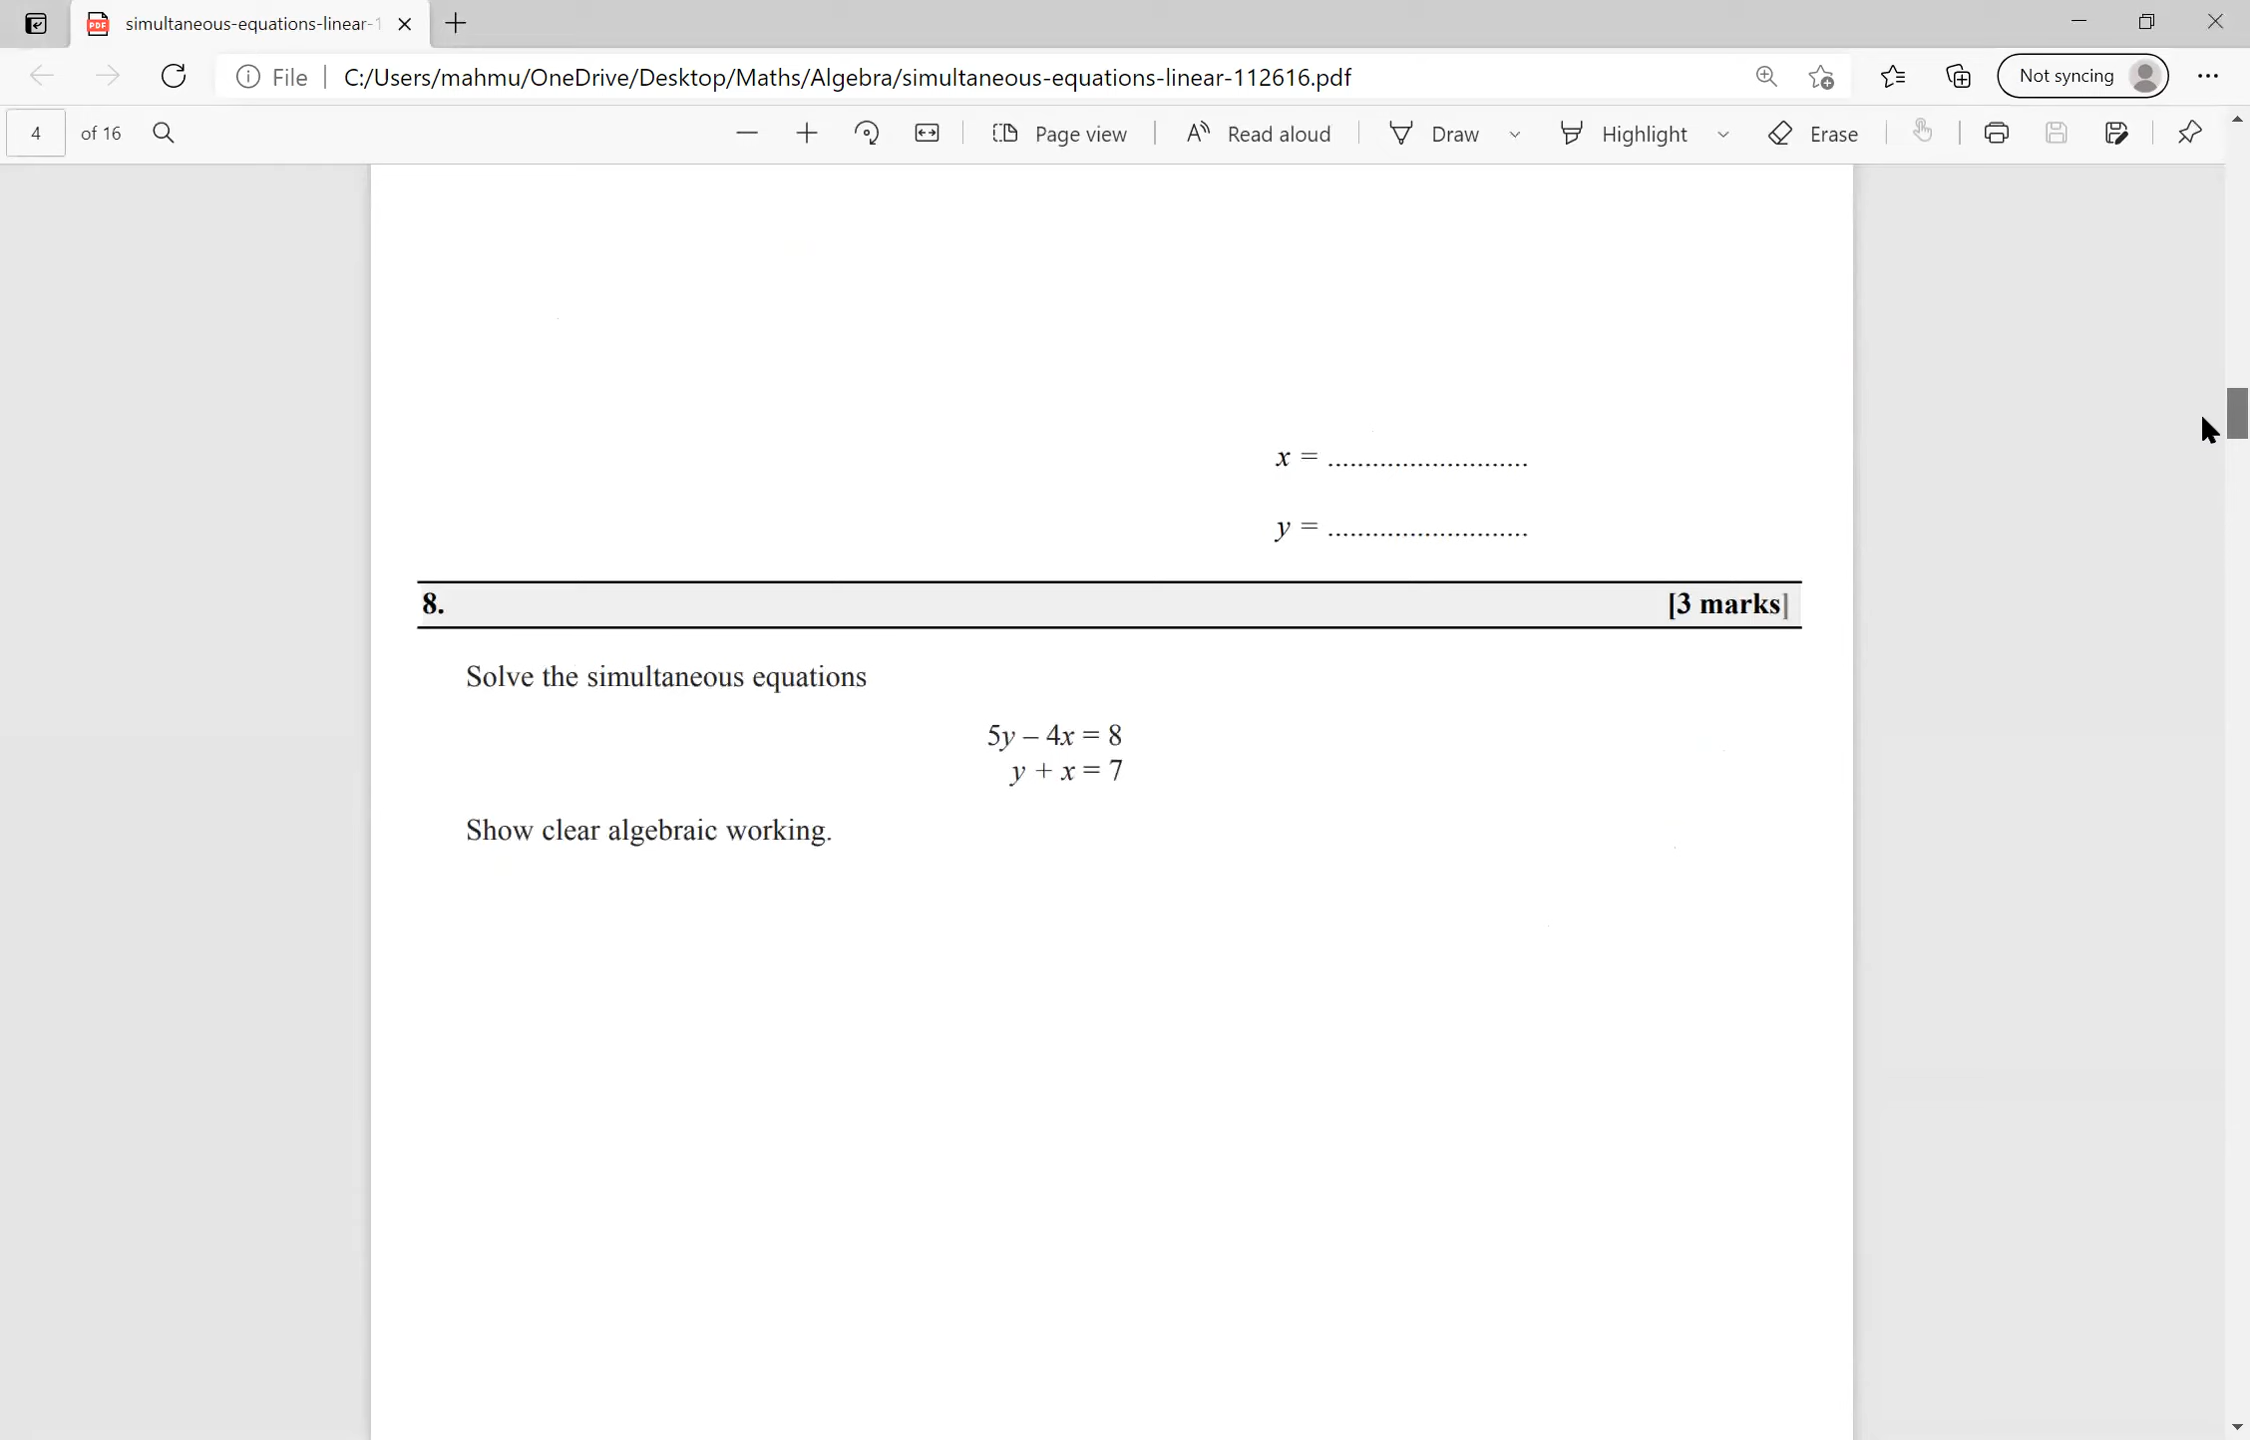 simultaneous-equations-linear-1
File
C:/Users/mahmu/OneDrive/Desktop/Maths/Algebra/simultaneous-equations-linear-112616.pdf
Not syncing
4 of 16
Page view
Read aloud
Draw
Highlight
Erase
x = ...........................
y = ...........................
8. [3 marks]
Solve the simultaneous equations
5y – 4x = 8
y + x = 7
Show clear algebraic working.